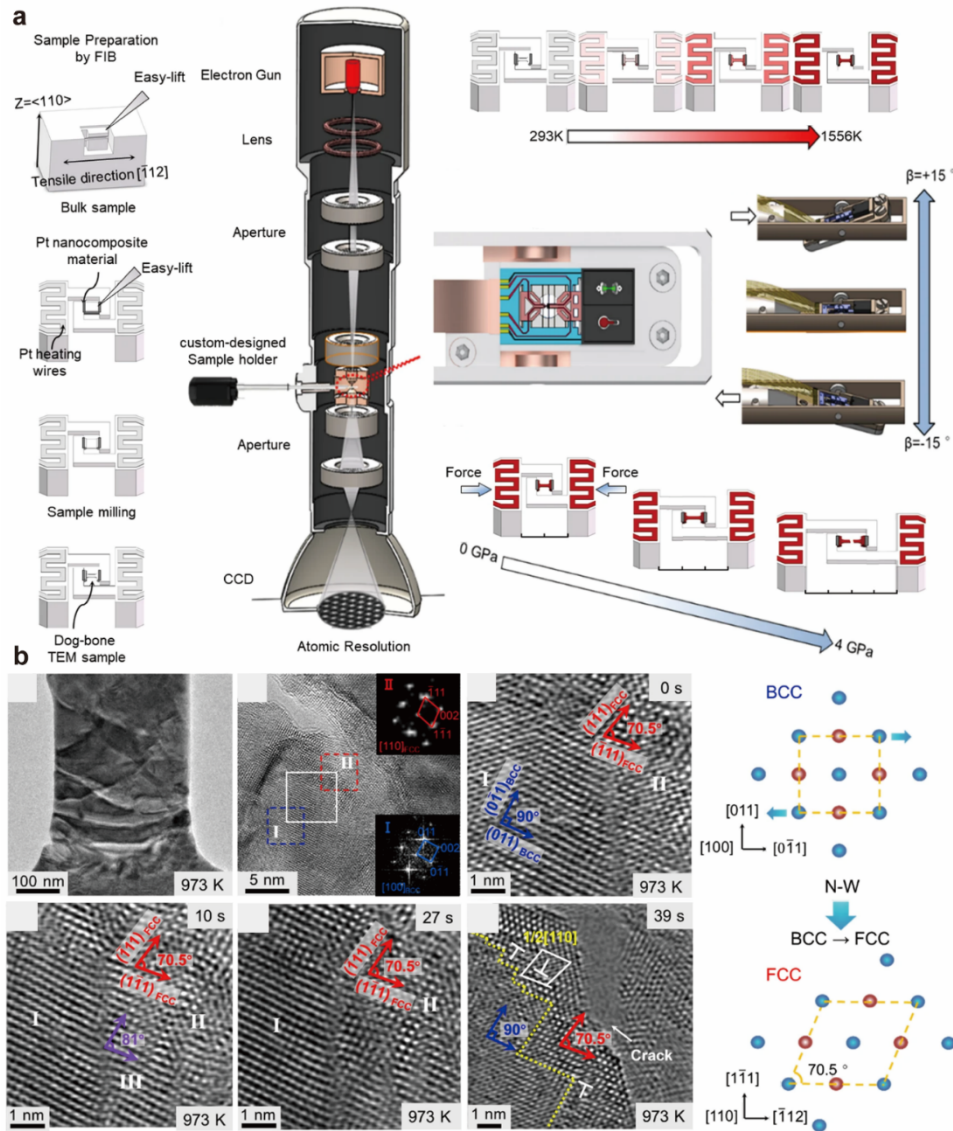 a
Sample Preparation
by FIB
Easy-lift
Z=<110>
Tensile direction [1̄12]
Bulk sample
Pt nanocomposite
material
Easy-lift
Pt heating
wires
Sample milling
Dog-bone
TEM sample
Electron Gun
Lens
Aperture
custom-designed
Sample holder
Aperture
CCD
Atomic Resolution
293K
1556K
β=+15 °
β=-15 °
Force
Force
0 GPa
4 GPa
b
100 nm
973 K
I
II
5 nm
II
1̄11
002
11̄1
[110]FCC
I
011
002
01̄1
[100]BCC
0 s
(111)FCC
70.5°
(1̄11)FCC
I
II
(011)BCC
90°
(011)BCC
1 nm
973 K
BCC
[011]
[100]
[01̄1]
N-W
BCC → FCC
FCC
70.5 °
[11̄1]
[110]
[1̄12]
10 s
(111)FCC
70.5°
(111)FCC
I
II
81°
III
1 nm
973 K
27 s
(111)FCC
70.5°
(111)FCC
I
II
1 nm
973 K
39 s
1/2[110]
90°
70.5°
Crack
1 nm
973 K